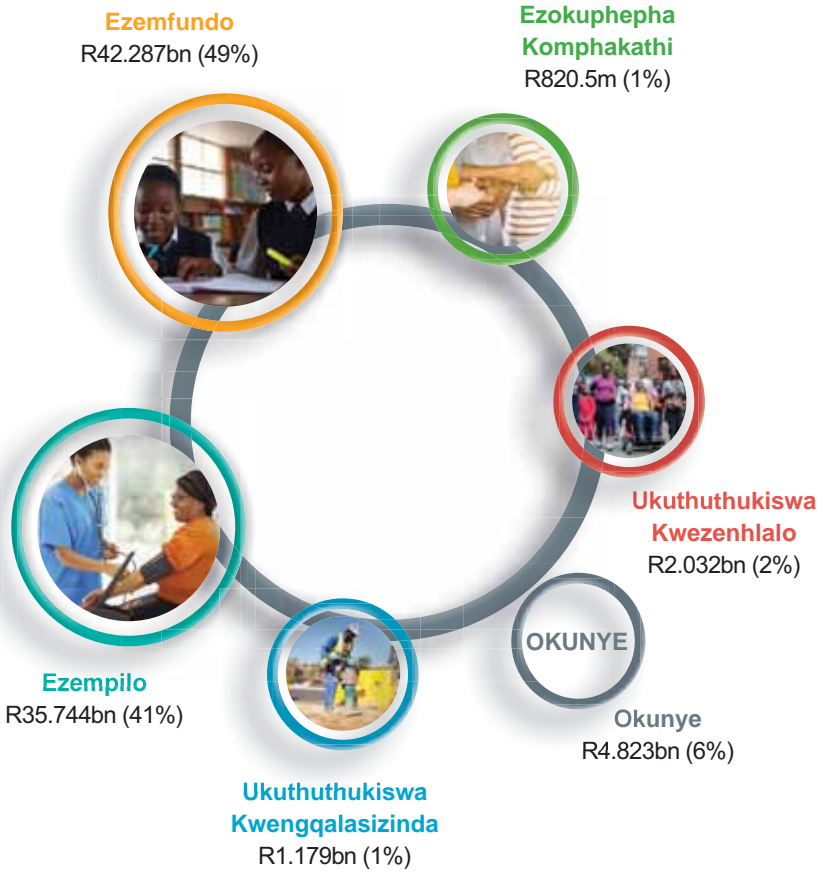 Ezemfundo
R42.287bn (49%)
Ezokuphepha
Komphakathi
R820.5m (1%)
Ukuthuthukiswa
Kwezenhlalo
R2.032bn (2%)
OKUNYE
Okunye
R4.823bn (6%)
Ezempilo
R35.744bn (41%)
Ukuthuthukiswa
Kwengqalasizinda
R1.179bn (1%)